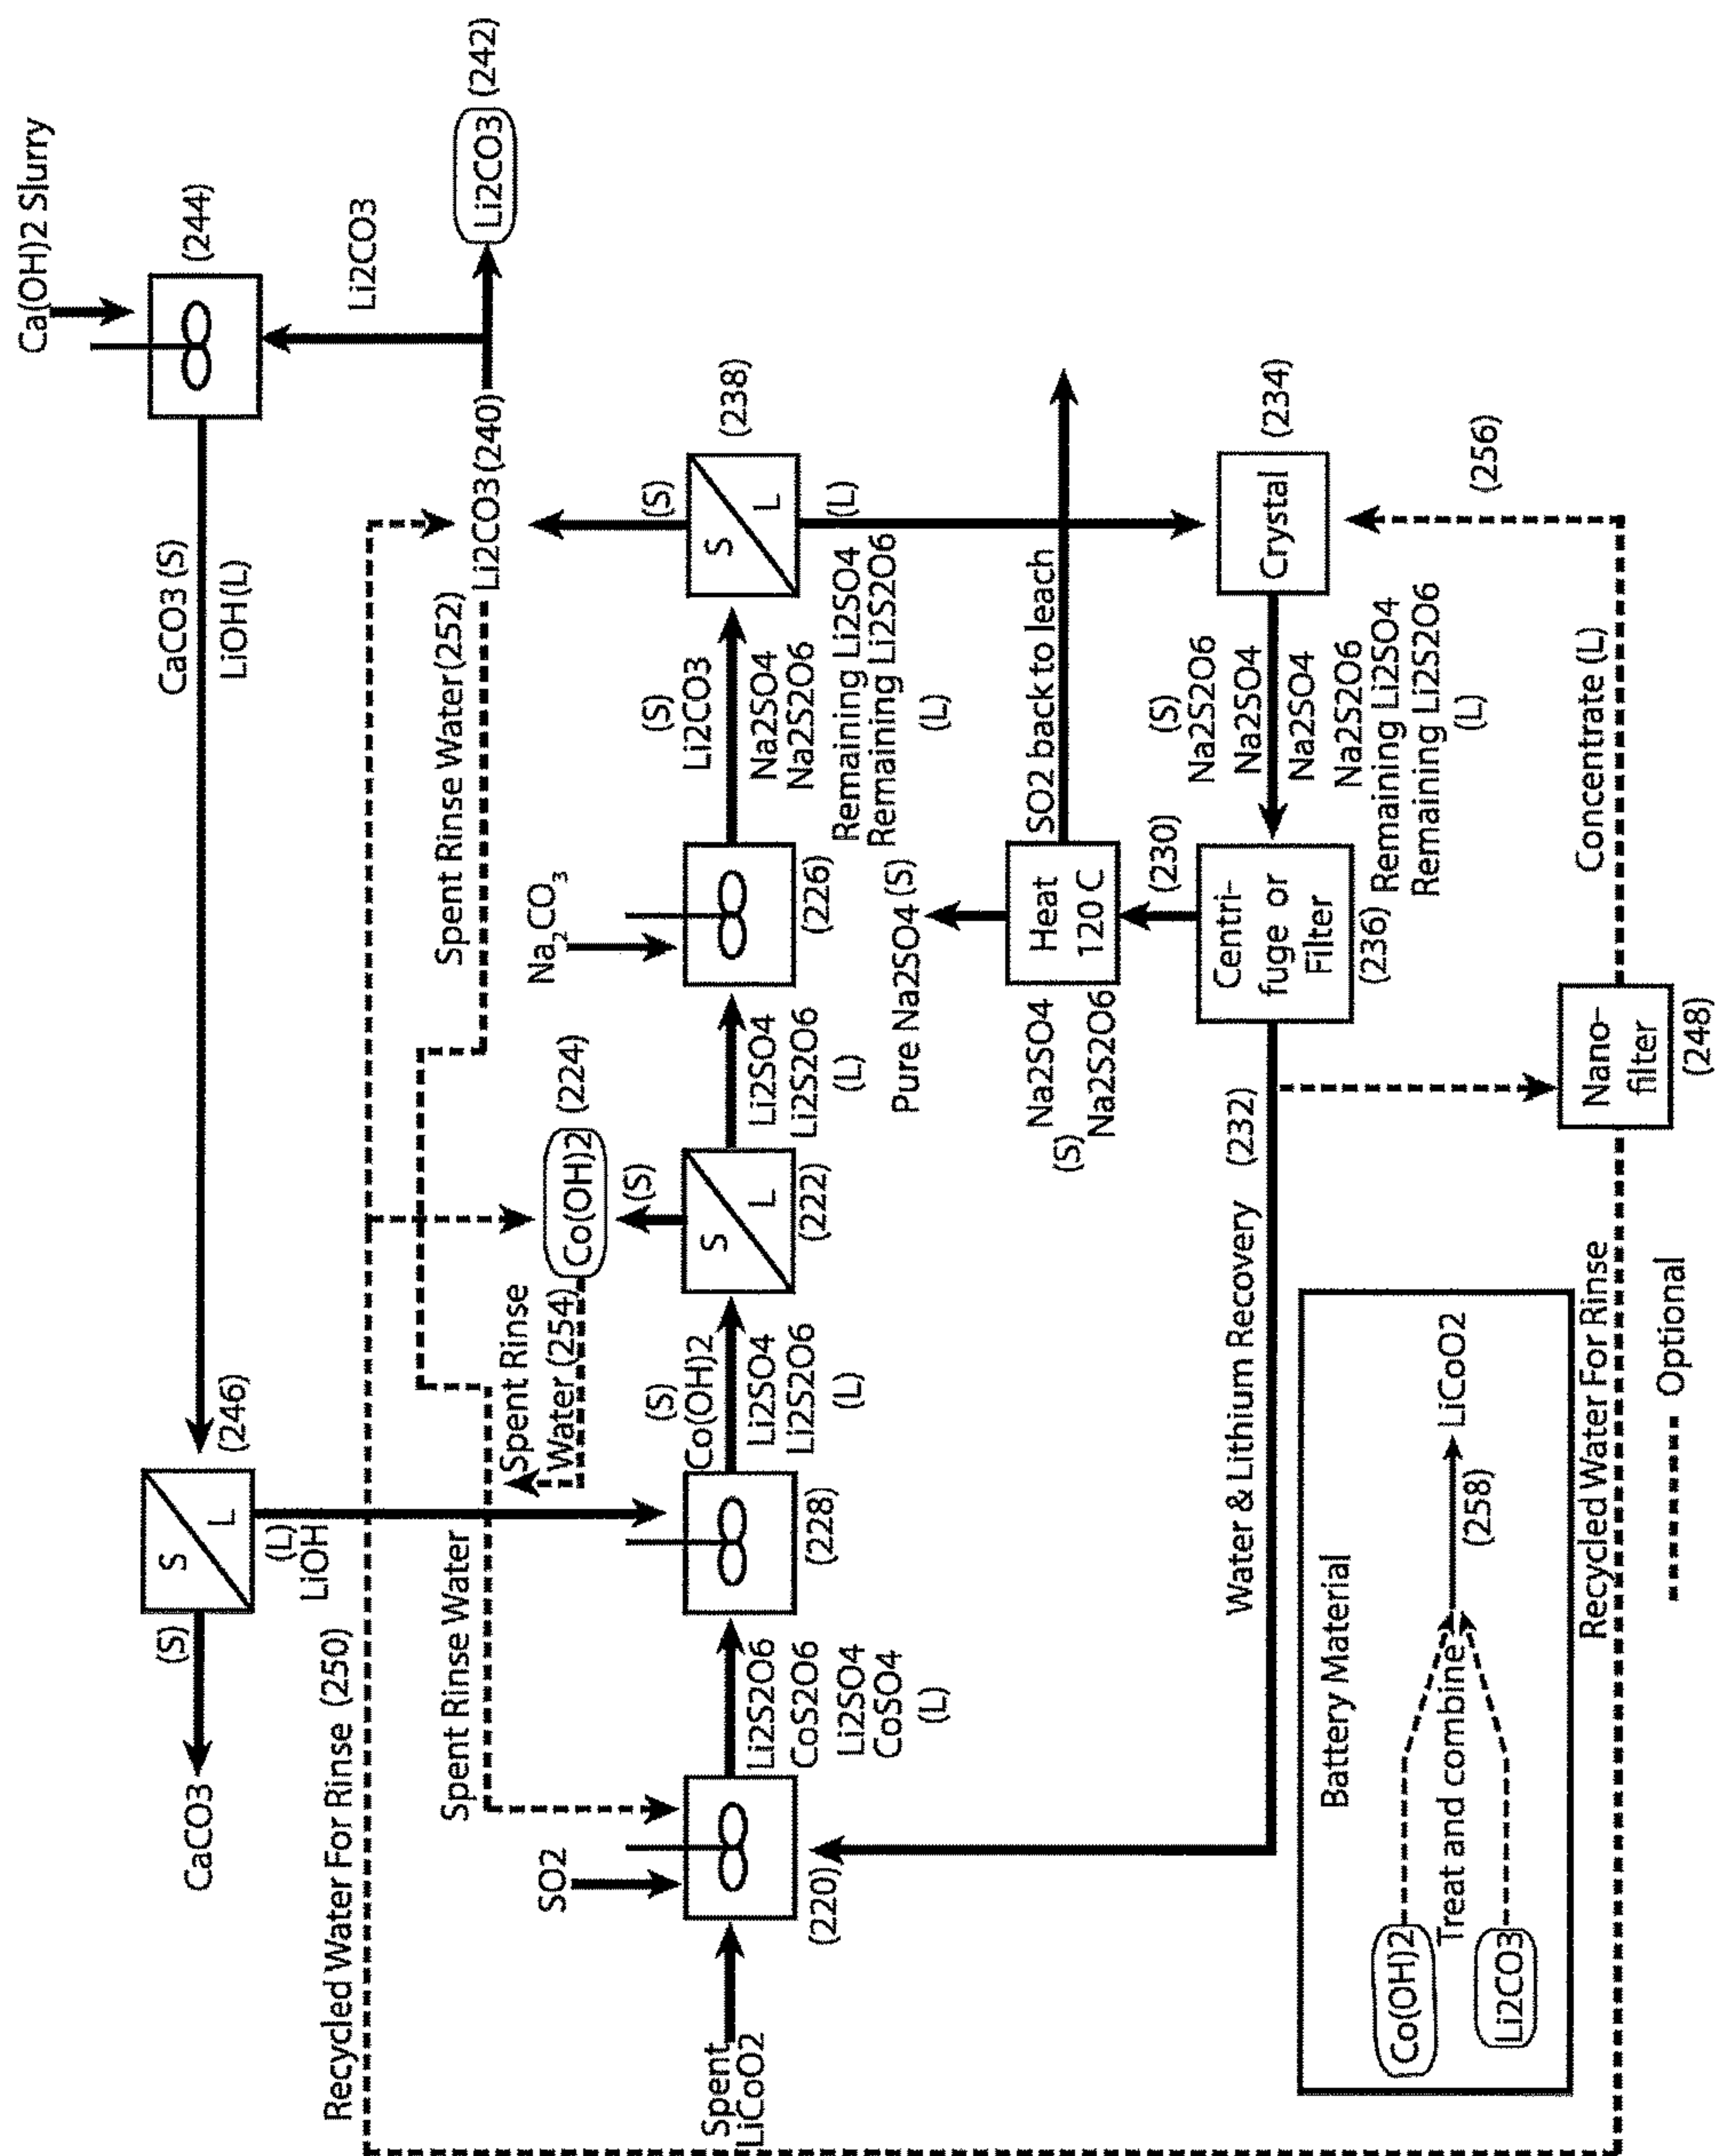 Ca(OH)2 Slurry
(244)
Li2CO3
Li2CO3 (242)
CaCO3 (S)
LiOH (L)
(246)
S
L
(S)
CaCO3
(L)
LiOH
Recycled Water For Rinse (250)
Spent Rinse Water (252)
Li2CO3 (240)
Spent Rinse Water
Spent Rinse
Water (254)
Co(OH)2 (224)
(S)
Spent
LiCoO2
SO2
(220)
Li2S2O6
CoS2O6
Li2SO4
CoSO4
(L)
(228)
(S)
Co(OH)2
Li2SO4
Li2S2O6
(L)
S
L
(222)
Li2SO4
Li2S2O6
(L)
Na2CO3
(226)
(S)
Li2CO3
Na2SO4
Na2S2O6
Remaining Li2SO4
Remaining Li2S2O6
(L)
(S)
S
L
(238)
(L)
Pure Na2SO4 (S)
SO2 back to leach
Heat
120 C
Na2SO4
(S)
Na2S2O6
(230)
Crystal
(234)
(S)
Na2S2O6
Na2SO4
Na2SO4
Na2S2O6
Remaining Li2SO4
Remaining Li2S2O6
(L)
Centri-
fuge or
Filter
(236)
Water & Lithium Recovery (232)
(256)
Concentrate (L)
Nano-
filter
(248)
Recycled Water For Rinse
Battery Material
Co(OH)2
Treat and combine
Li2CO3
(258)
LiCoO2
Optional